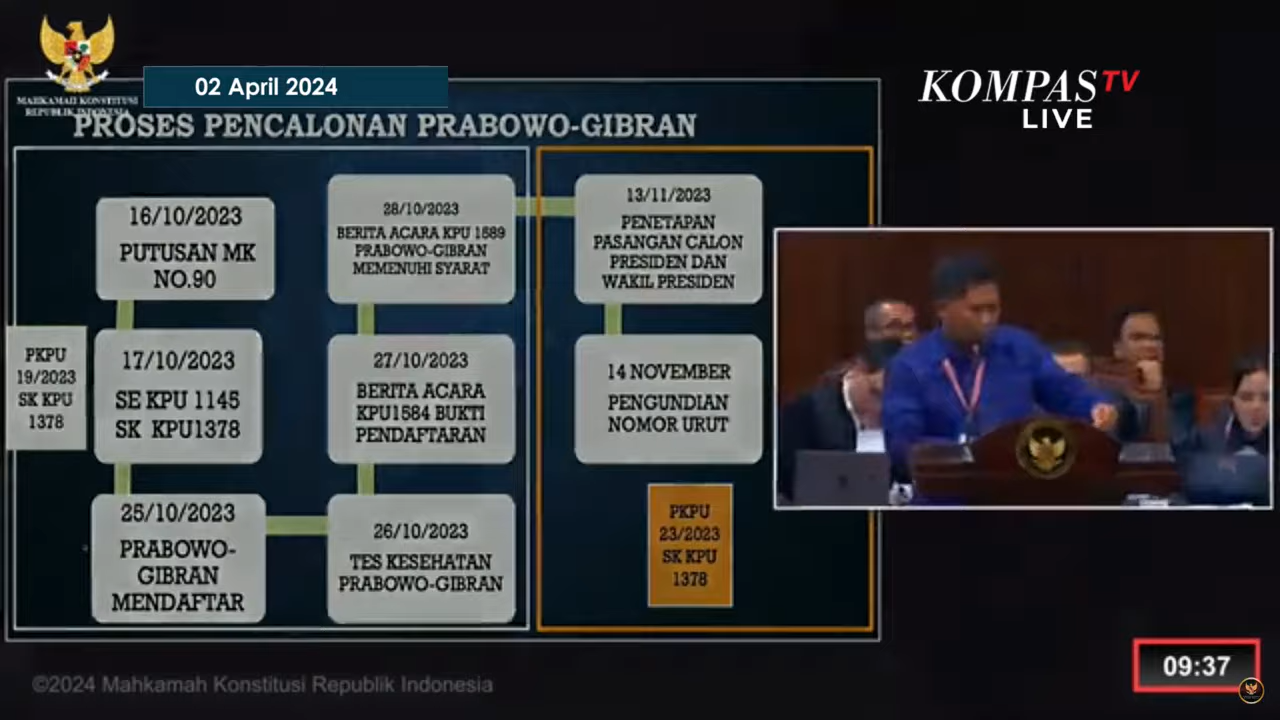 02 April 2024
MAHKAMAH KONSTITUSI
REPUBLIK INDONESIA
KOMPAS TV
LIVE
PROSES PENCALONAN PRABOWO-GIBRAN
16/10/2023
PUTUSAN MK
NO.90
PKPU
19/2023
SK KPU
1378
17/10/2023
SE KPU 1145
SK KPU1378
25/10/2023
PRABOWO-
GIBRAN
MENDAFTAR
26/10/2023
TES KESEHATAN
PRABOWO-GIBRAN
27/10/2023
BERITA ACARA
KPU1584 BUKTI
PENDAFTARAN
28/10/2023
BERITA ACARA KPU 1589
PRABOWO-GIBRAN
MEMENUHI SYARAT
13/11/2023
PENETAPAN
PASANGAN CALON
PRESIDEN DAN
WAKIL PRESIDEN
14 NOVEMBER
PENGUNDIAN
NOMOR URUT
PKPU
23/2023
SK KPU
1378
09:37
©2024 Mahkamah Konstitusi Republik Indonesia